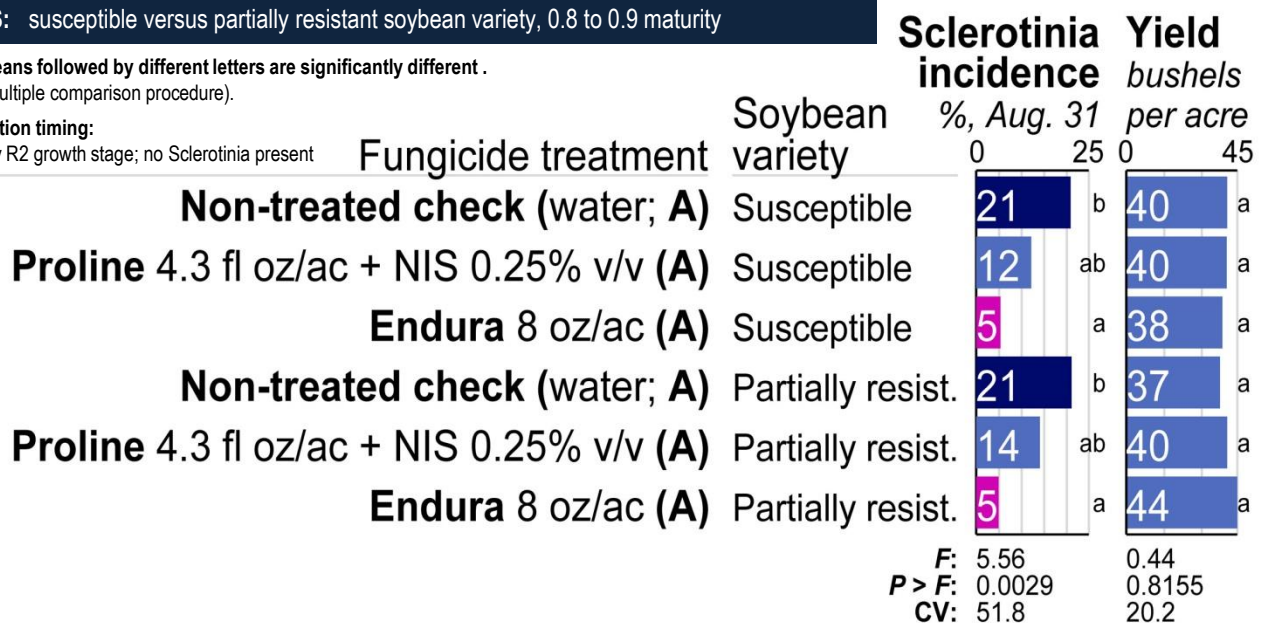 susceptible versus partially resistant soybean variety, 0.8 to 0.9 maturity
followed by different letters are significantly different .
comparison procedure).
timing:
R2 growth stage; no Sclerotinia present
Sclerotinia incidence
%, Aug. 31
Yield
bushels per acre
Fungicide treatment
Soybean variety
0 25 0 45
Non-treated check (water; A) Susceptible 21 b 40 a
Proline 4.3 fl oz/ac + NIS 0.25% v/v (A) Susceptible 12 ab 40 a
Endura 8 oz/ac (A) Susceptible 5 a 38 a
Non-treated check (water; A) Partially resist. 21 b 37 a
Proline 4.3 fl oz/ac + NIS 0.25% v/v (A) Partially resist. 14 ab 40 a
Endura 8 oz/ac (A) Partially resist. 5 a 44 a
F: 5.56 0.44
P > F: 0.0029 0.8155
CV: 51.8 20.2